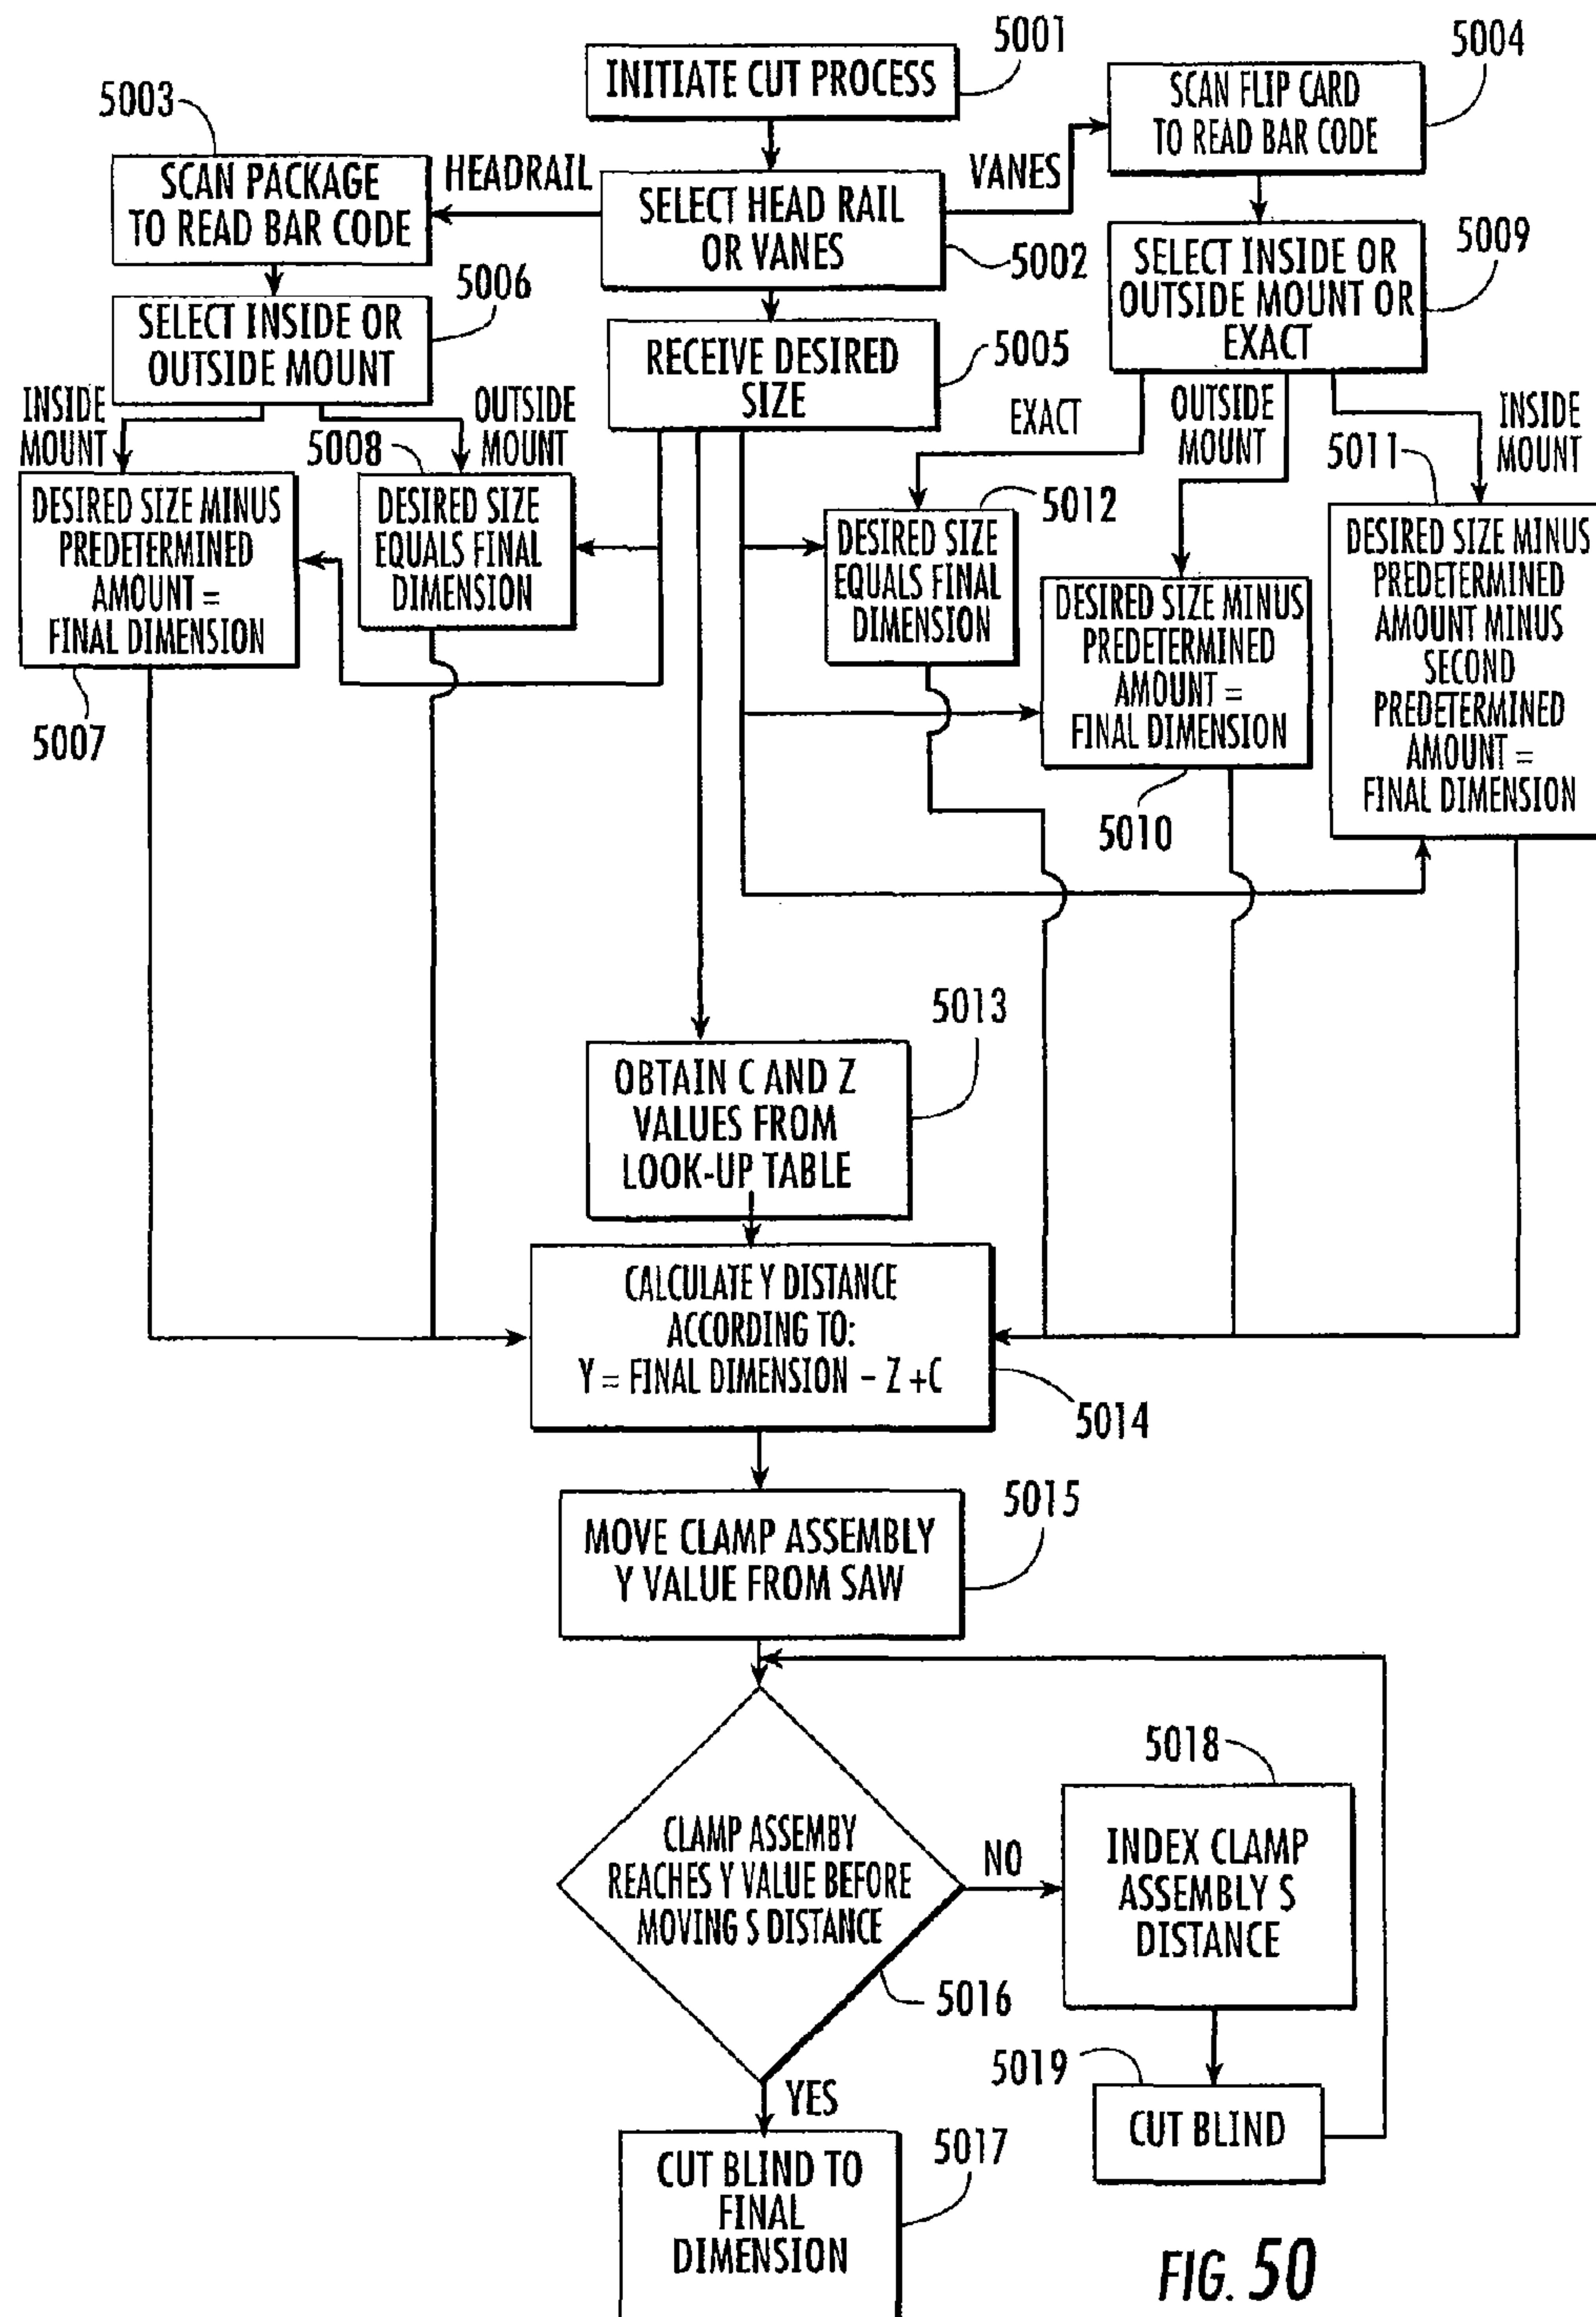 5001
INITIATE CUT PROCESS
5004
SCAN FLIP CARD
TO READ BAR CODE
5003
SCAN PACKAGE
TO READ BAR CODE
HEADRAIL
SELECT HEAD RAIL
OR VANES
VANES
5002
5006
SELECT INSIDE OR
OUTSIDE MOUNT
RECEIVE DESIRED
SIZE
5005
5009
SELECT INSIDE OR
OUTSIDE MOUNT OR
EXACT
INSIDE
MOUNT
OUTSIDE
MOUNT
5008
EXACT
OUTSIDE
MOUNT
INSIDE
MOUNT
5011
DESIRED SIZE MINUS
PREDETERMINED
AMOUNT =
FINAL DIMENSION
5007
DESIRED SIZE
EQUALS FINAL
DIMENSION
5012
DESIRED SIZE
EQUALS FINAL
DIMENSION
DESIRED SIZE MINUS
PREDETERMINED
AMOUNT =
FINAL DIMENSION
5010
DESIRED SIZE MINUS
PREDETERMINED
AMOUNT MINUS
SECOND
PREDETERMINED
AMOUNT =
FINAL DIMENSION
5013
OBTAIN C AND Z
VALUES FROM
LOOK-UP TABLE
CALCULATE Y DISTANCE
ACCORDING TO:
Y = FINAL DIMENSION - Z +C
5014
5015
MOVE CLAMP ASSEMBLY
Y VALUE FROM SAW
CLAMP ASSEMBY
REACHES Y VALUE BEFORE
MOVING S DISTANCE
5016
NO
5018
INDEX CLAMP
ASSEMBLY S
DISTANCE
5019
CUT BLIND
YES
CUT BLIND TO
FINAL
DIMENSION
5017
FIG. 50